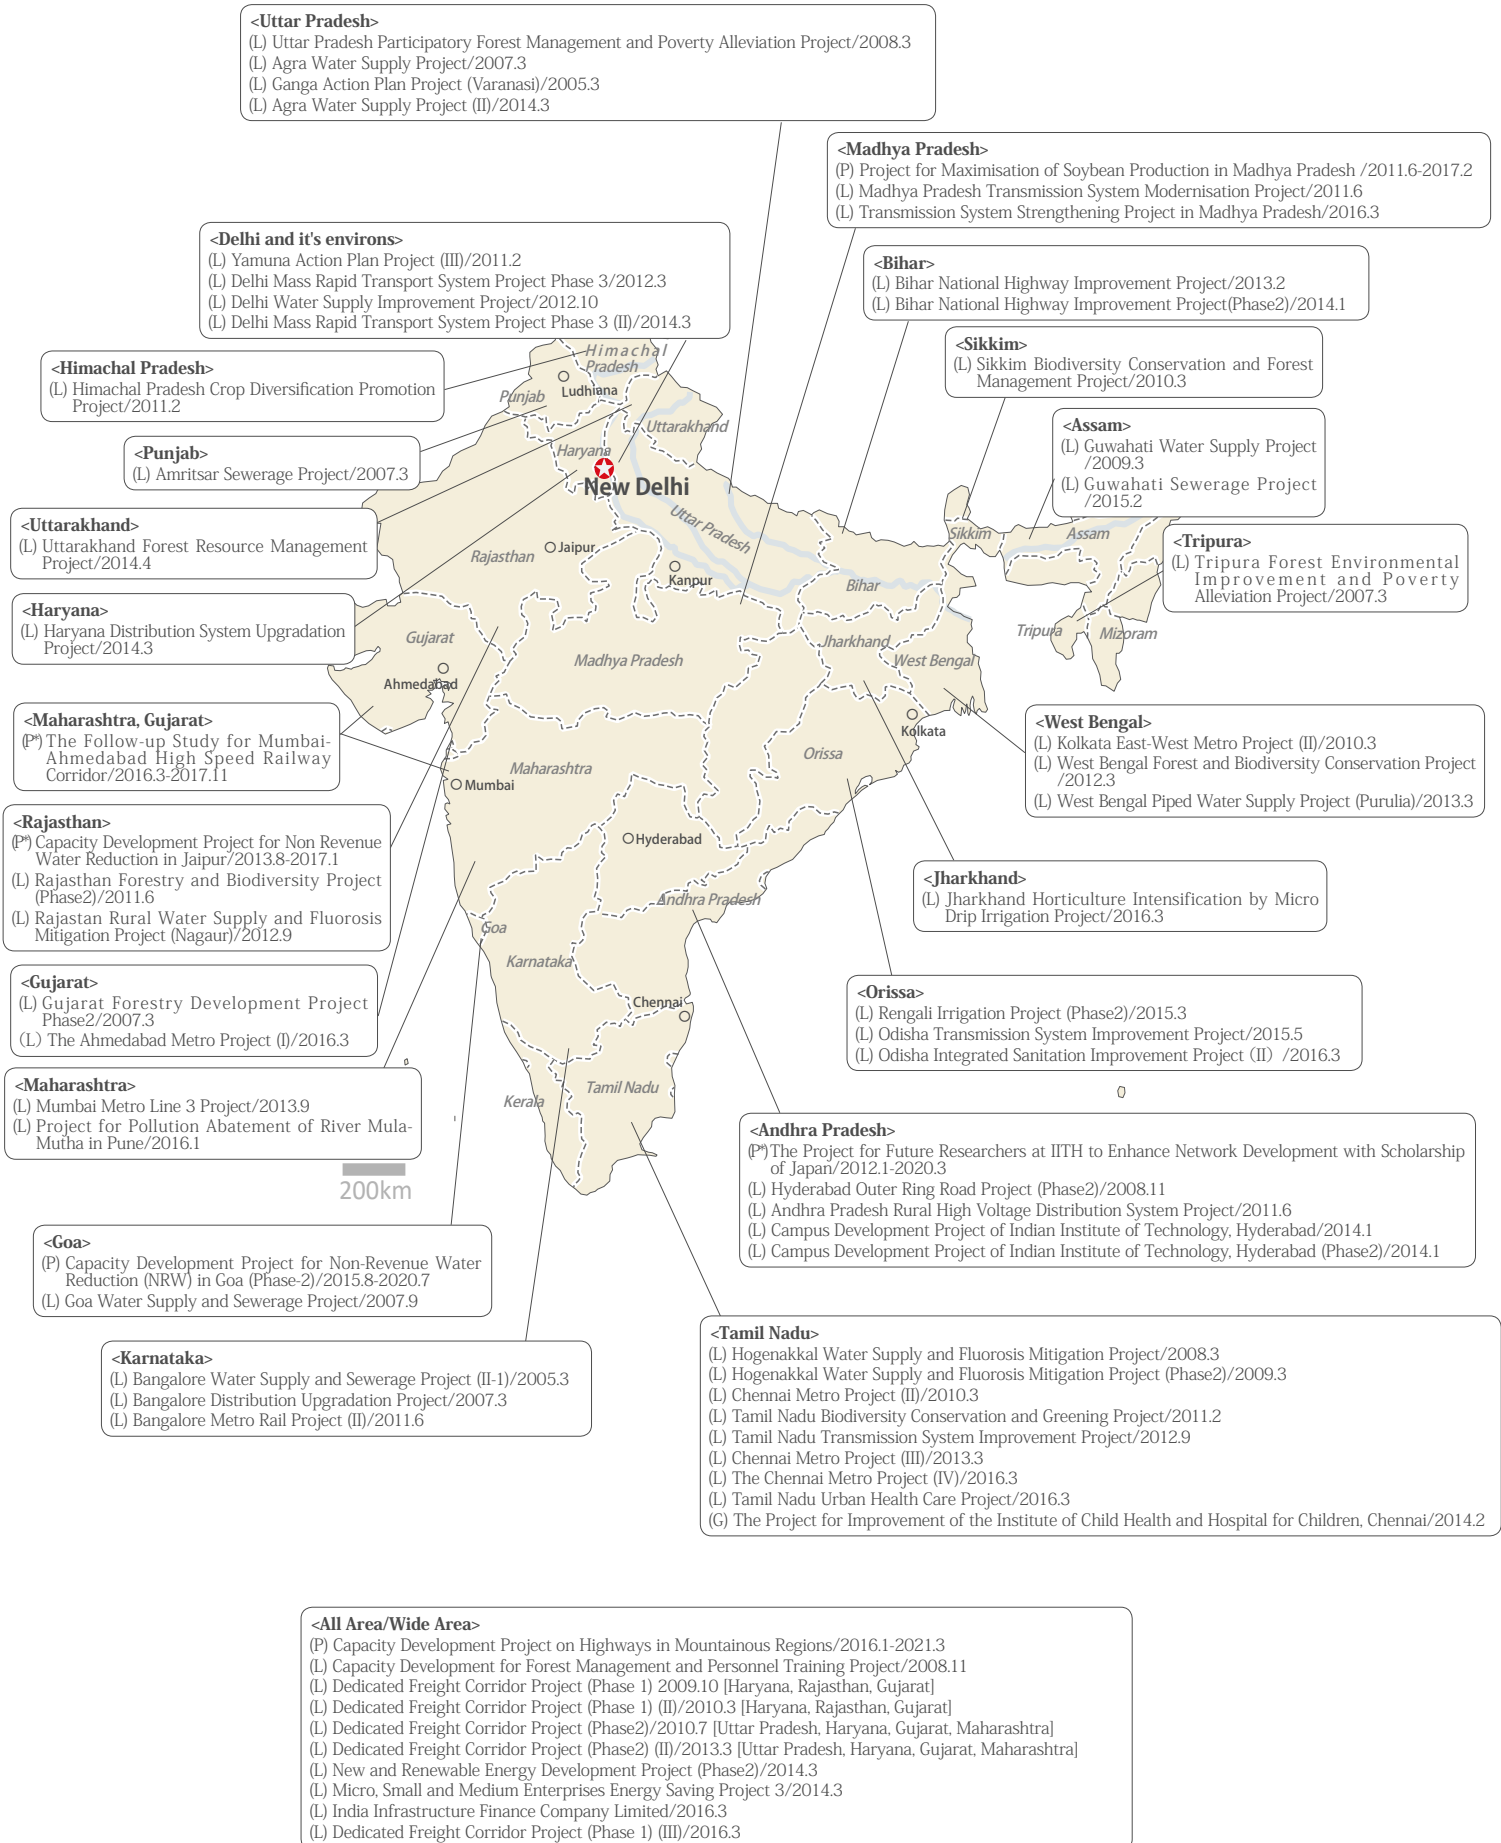 <Uttar Pradesh>
(L) Uttar Pradesh Participatory Forest Management and Poverty Alleviation Project/2008.3
(L) Agra Water Supply Project/2007.3
(L) Ganga Action Plan Project (Varanasi)/2005.3
(L) Agra Water Supply Project (II)/2014.3
<Madhya Pradesh>
(P) Project for Maximisation of Soybean Production in Madhya Pradesh /2011.6-2017.2
(L) Madhya Pradesh Transmission System Modernisation Project/2011.6
(L) Transmission System Strengthening Project in Madhya Pradesh/2016.3
<Delhi and it's environs>
(L) Yamuna Action Plan Project (III)/2011.2
(L) Delhi Mass Rapid Transport System Project Phase 3/2012.3
(L) Delhi Water Supply Improvement Project/2012.10
(L) Delhi Mass Rapid Transport System Project Phase 3 (II)/2014.3
<Bihar>
(L) Bihar National Highway Improvement Project/2013.2
(L) Bihar National Highway Improvement Project(Phase2)/2014.1
<Sikkim>
(L) Sikkim Biodiversity Conservation and Forest
Management Project/2010.3
<Himachal Pradesh>
(L) Himachal Pradesh Crop Diversification Promotion
Project/2011.2
<Assam>
(L) Guwahati Water Supply Project
/2009.3
(L) Guwahati Sewerage Project
/2015.2
<Punjab>
(L) Amritsar Sewerage Project/2007.3
<Uttarakhand>
(L) Uttarakhand Forest Resource Management
Project/2014.4
<Tripura>
(L) Tripura Forest Environmental
Improvement and Poverty
Alleviation Project/2007.3
<Haryana>
(L) Haryana Distribution System Upgradation
Project/2014.3
<Maharashtra, Gujarat>
(P*) The Follow-up Study for Mumbai-
Ahmedabad High Speed Railway
Corridor/2016.3-2017.11
<West Bengal>
(L) Kolkata East-West Metro Project (II)/2010.3
(L) West Bengal Forest and Biodiversity Conservation Project
/2012.3
(L) West Bengal Piped Water Supply Project (Purulia)/2013.3
<Rajasthan>
(P*) Capacity Development Project for Non Revenue
Water Reduction in Jaipur/2013.8-2017.1
(L) Rajasthan Forestry and Biodiversity Project
(Phase2)/2011.6
(L) Rajastan Rural Water Supply and Fluorosis
Mitigation Project (Nagaur)/2012.9
<Jharkhand>
(L) Jharkhand Horticulture Intensification by Micro
Drip Irrigation Project/2016.3
<Gujarat>
(L) Gujarat Forestry Development Project
Phase2/2007.3
(L) The Ahmedabad Metro Project (I)/2016.3
<Orissa>
(L) Rengali Irrigation Project (Phase2)/2015.3
(L) Odisha Transmission System Improvement Project/2015.5
(L) Odisha Integrated Sanitation Improvement Project (II) /2016.3
<Maharashtra>
(L) Mumbai Metro Line 3 Project/2013.9
(L) Project for Pollution Abatement of River Mula-
Mutha in Pune/2016.1
<Andhra Pradesh>
(P*) The Project for Future Researchers at IITH to Enhance Network Development with Scholarship
of Japan/2012.1-2020.3
(L) Hyderabad Outer Ring Road Project (Phase2)/2008.11
(L) Andhra Pradesh Rural High Voltage Distribution System Project/2011.6
(L) Campus Development Project of Indian Institute of Technology, Hyderabad/2014.1
(L) Campus Development Project of Indian Institute of Technology, Hyderabad (Phase2)/2014.1
<Goa>
(P) Capacity Development Project for Non-Revenue Water
Reduction (NRW) in Goa (Phase-2)/2015.8-2020.7
(L) Goa Water Supply and Sewerage Project/2007.9
<Karnataka>
(L) Bangalore Water Supply and Sewerage Project (II-1)/2005.3
(L) Bangalore Distribution Upgradation Project/2007.3
(L) Bangalore Metro Rail Project (II)/2011.6
<Tamil Nadu>
(L) Hogenakkal Water Supply and Fluorosis Mitigation Project/2008.3
(L) Hogenakkal Water Supply and Fluorosis Mitigation Project (Phase2)/2009.3
(L) Chennai Metro Project (II)/2010.3
(L) Tamil Nadu Biodiversity Conservation and Greening Project/2011.2
(L) Tamil Nadu Transmission System Improvement Project/2012.9
(L) Chennai Metro Project (III)/2013.3
(L) The Chennai Metro Project (IV)/2016.3
(L) Tamil Nadu Urban Health Care Project/2016.3
(G) The Project for Improvement of the Institute of Child Health and Hospital for Children, Chennai/2014.2
Himachal
Pradesh
Punjab
Ludhiana
Uttarakhand
Haryana
New Delhi
Uttar Pradesh
Rajasthan
Jaipur
Kanpur
Sikkim
Assam
Bihar
Gujarat
Madhya Pradesh
Jharkhand
West Bengal
Tripura
Mizoram
Ahmedabad
Kolkata
Orissa
Maharashtra
Mumbai
Hyderabad
Andhra Pradesh
Goa
Karnataka
Chennai
Tamil Nadu
Kerala
200km
<All Area/Wide Area>
(P) Capacity Development Project on Highways in Mountainous Regions/2016.1-2021.3
(L) Capacity Development for Forest Management and Personnel Training Project/2008.11
(L) Dedicated Freight Corridor Project (Phase 1) 2009.10 [Haryana, Rajasthan, Gujarat]
(L) Dedicated Freight Corridor Project (Phase 1) (II)/2010.3 [Haryana, Rajasthan, Gujarat]
(L) Dedicated Freight Corridor Project (Phase2)/2010.7 [Uttar Pradesh, Haryana, Gujarat, Maharashtra]
(L) Dedicated Freight Corridor Project (Phase2) (II)/2013.3 [Uttar Pradesh, Haryana, Gujarat, Maharashtra]
(L) New and Renewable Energy Development Project (Phase2)/2014.3
(L) Micro, Small and Medium Enterprises Energy Saving Project 3/2014.3
(L) India Infrastructure Finance Company Limited/2016.3
(L) Dedicated Freight Corridor Project (Phase 1) (III)/2016.3